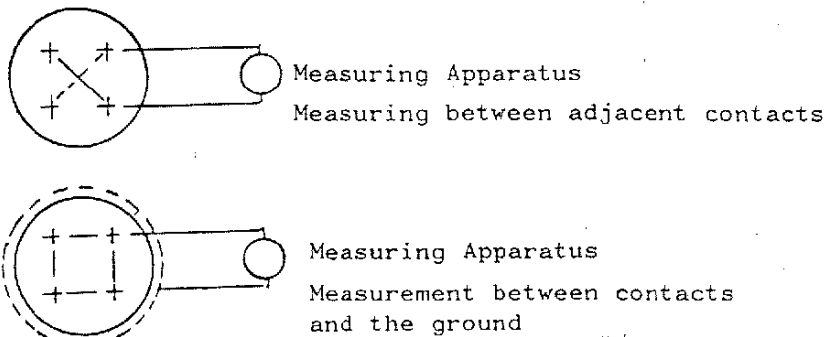 Measuring Apparatus
Measuring between adjacent contacts
Measuring Apparatus
Measurement between contacts
and the ground